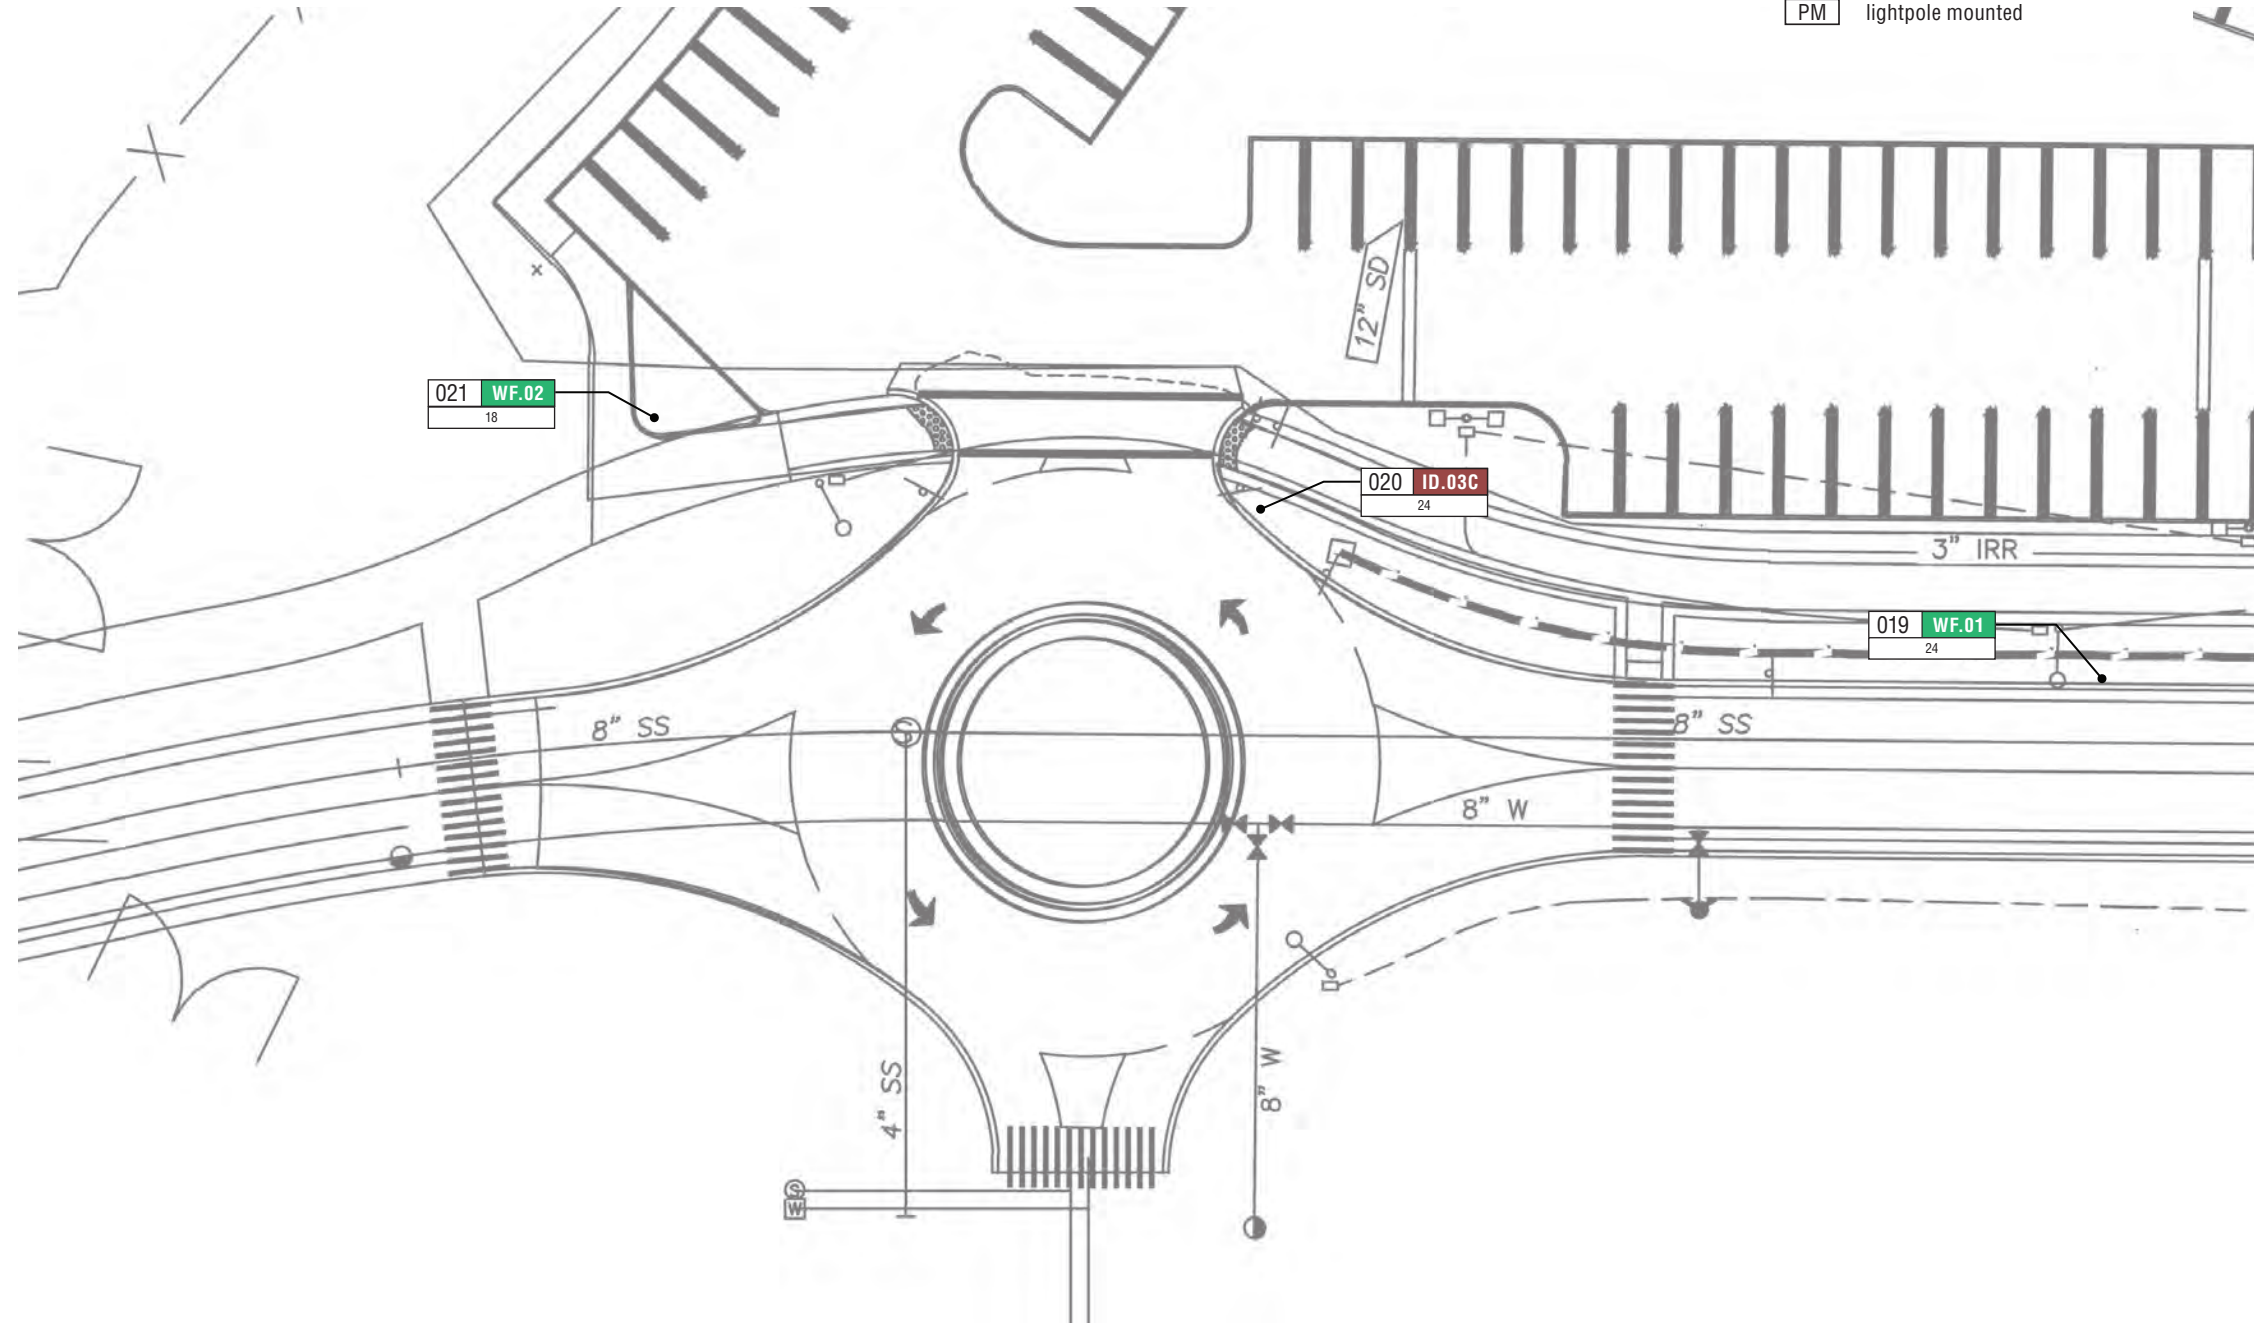 PM lightpole mounted
12" SD
021 WF.02
18
020 ID.03C
24
3" IRR
019 WF.01
24
8" SS
S
8" SS
8" W
4" SS
8" W
S
W